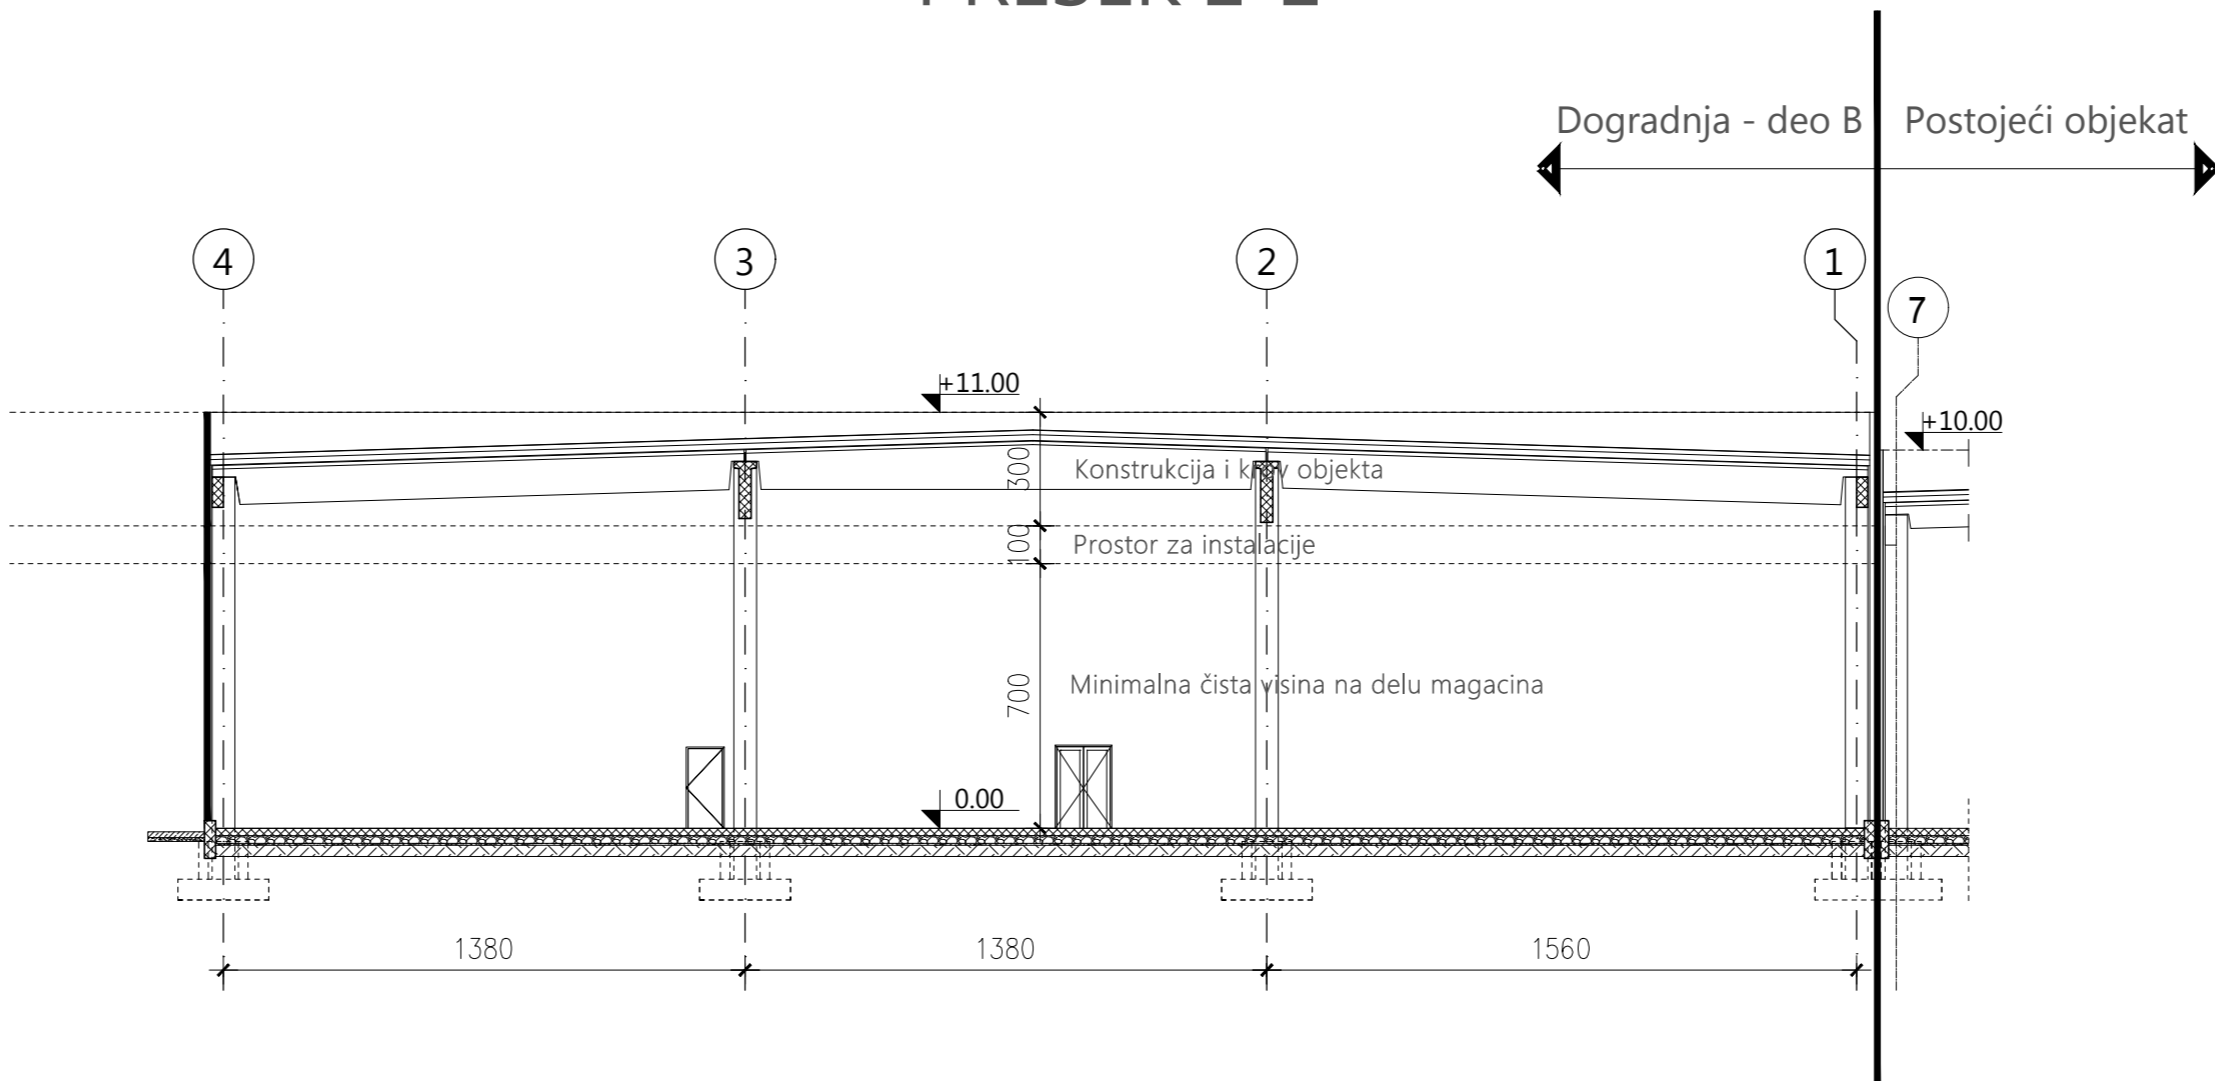 Dogradnja - deo B
Postojeći objekat
4
3
2
1
7
+11.00
+10.00
300
Konstrukcija i krov objekta
100
Prostor za instalacije
700
Minimalna čista visina na delu magacina
0.00
1380
1380
1560